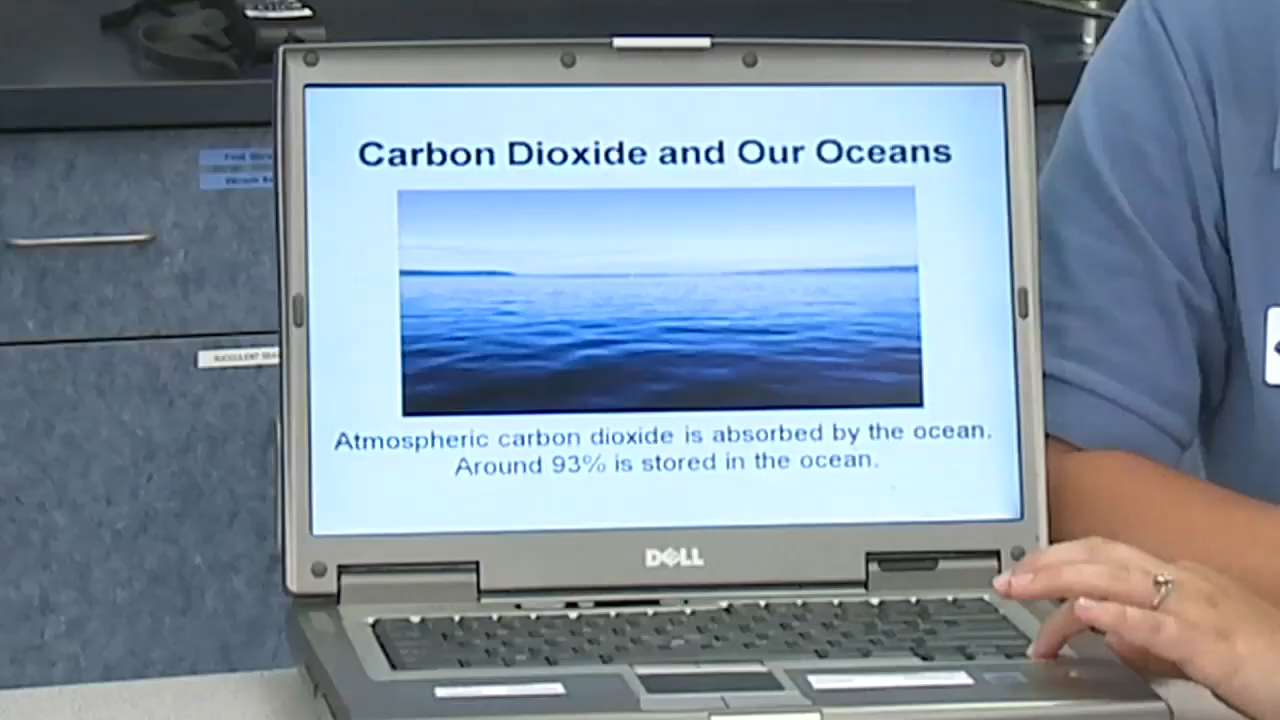 Carbon Dioxide and Our Oceans
Atmospheric carbon dioxide is absorbed by the ocean.
Around 93% is stored in the ocean.
DELL